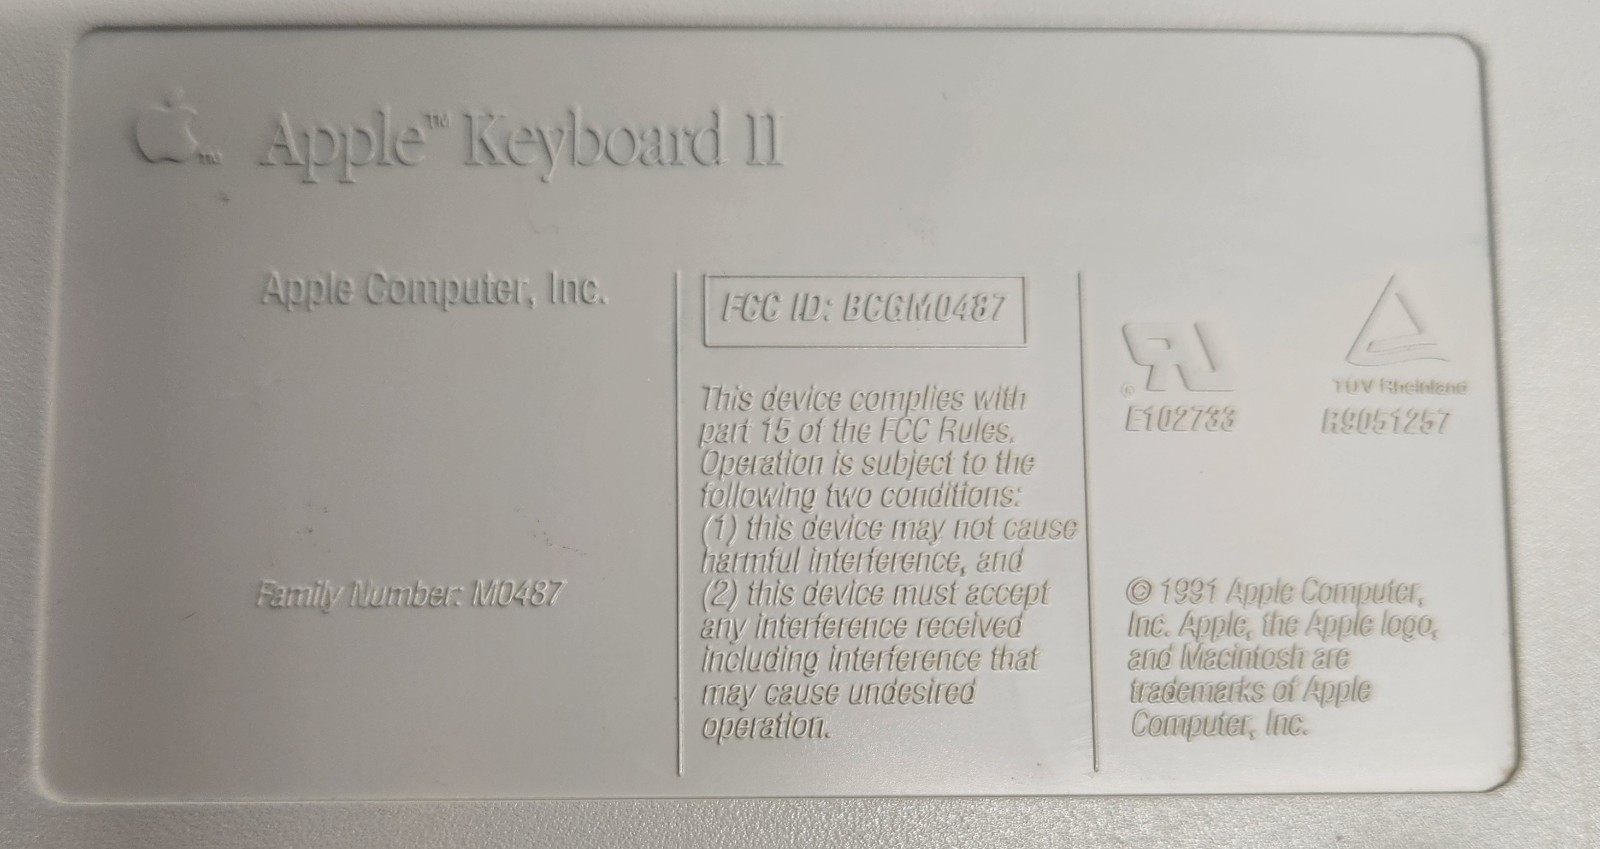 ™ Apple™ Keyboard II
Apple Computer, Inc.
Family Number: M0487
FCC ID: BCGM0487
This device complies with
part 15 of the FCC Rules.
Operation is subject to the
following two conditions:
(1) this device may not cause
harmful interference, and
(2) this device must accept
any interference received
including interference that
may cause undesired
operation.
®
E102733
TÜV Rheinland
R9051257
© 1991 Apple Computer,
Inc. Apple, the Apple logo,
and Macintosh are
trademarks of Apple
Computer, Inc.